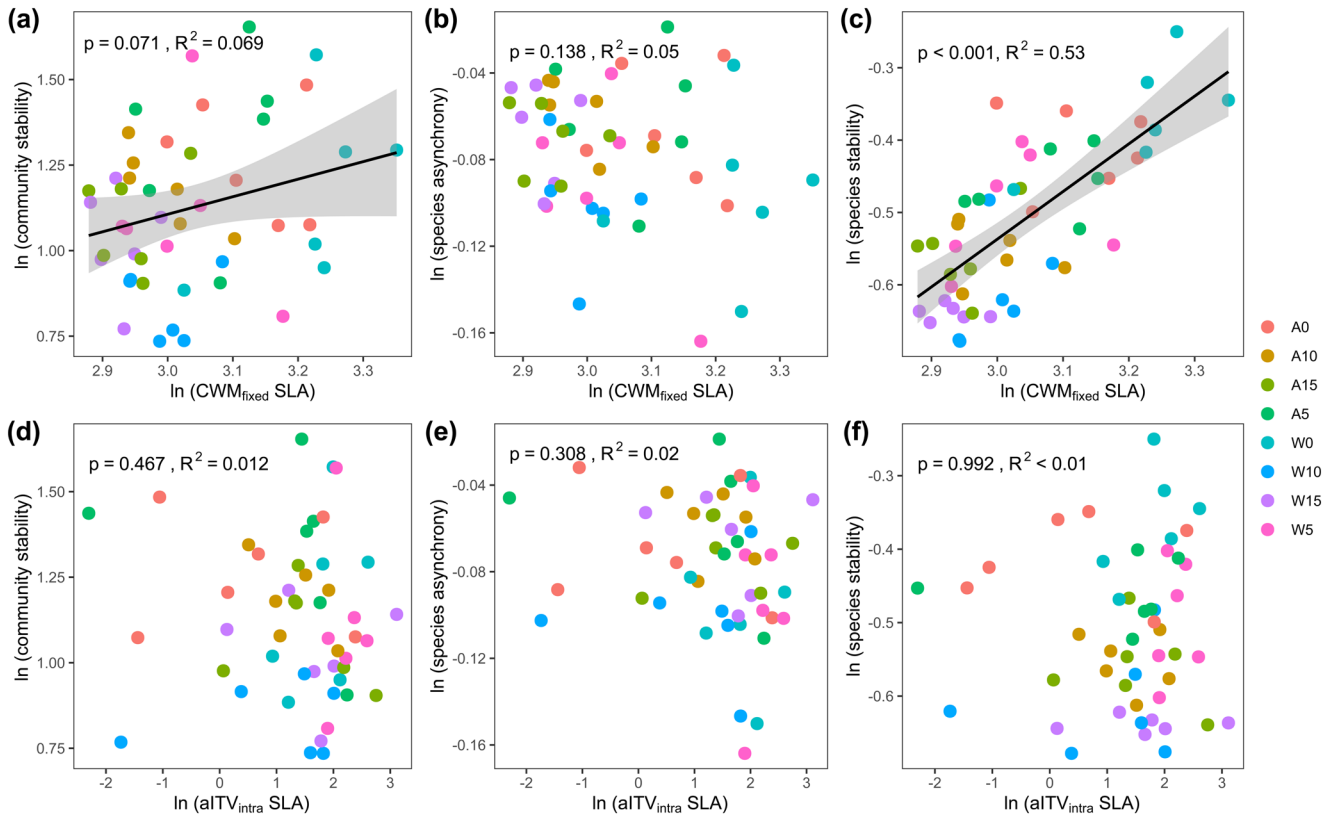 (a)
p = 0.071 , R² = 0.069
ln (community stability)
1.50
1.25
1.00
0.75
2.9 3.0 3.1 3.2 3.3
ln (CWMfixed SLA)
(b)
p = 0.138 , R² = 0.05
ln (species asynchrony)
-0.04
-0.08
-0.12
-0.16
2.9 3.0 3.1 3.2 3.3
ln (CWMfixed SLA)
(c)
p < 0.001, R² = 0.53
ln (species stability)
-0.3
-0.4
-0.5
-0.6
2.9 3.0 3.1 3.2 3.3
ln (CWMfixed SLA)
(d)
p = 0.467 , R² = 0.012
ln (community stability)
1.50
1.25
1.00
0.75
-2 -1 0 1 2 3
ln (aITVintra SLA)
(e)
p = 0.308 , R² = 0.02
ln (species asynchrony)
-0.04
-0.08
-0.12
-0.16
-2 -1 0 1 2 3
ln (aITVintra SLA)
(f)
p = 0.992 , R² < 0.01
ln (species stability)
-0.3
-0.4
-0.5
-0.6
-2 -1 0 1 2 3
ln (aITVintra SLA)
A0
A10
A15
A5
W0
W10
W15
W5